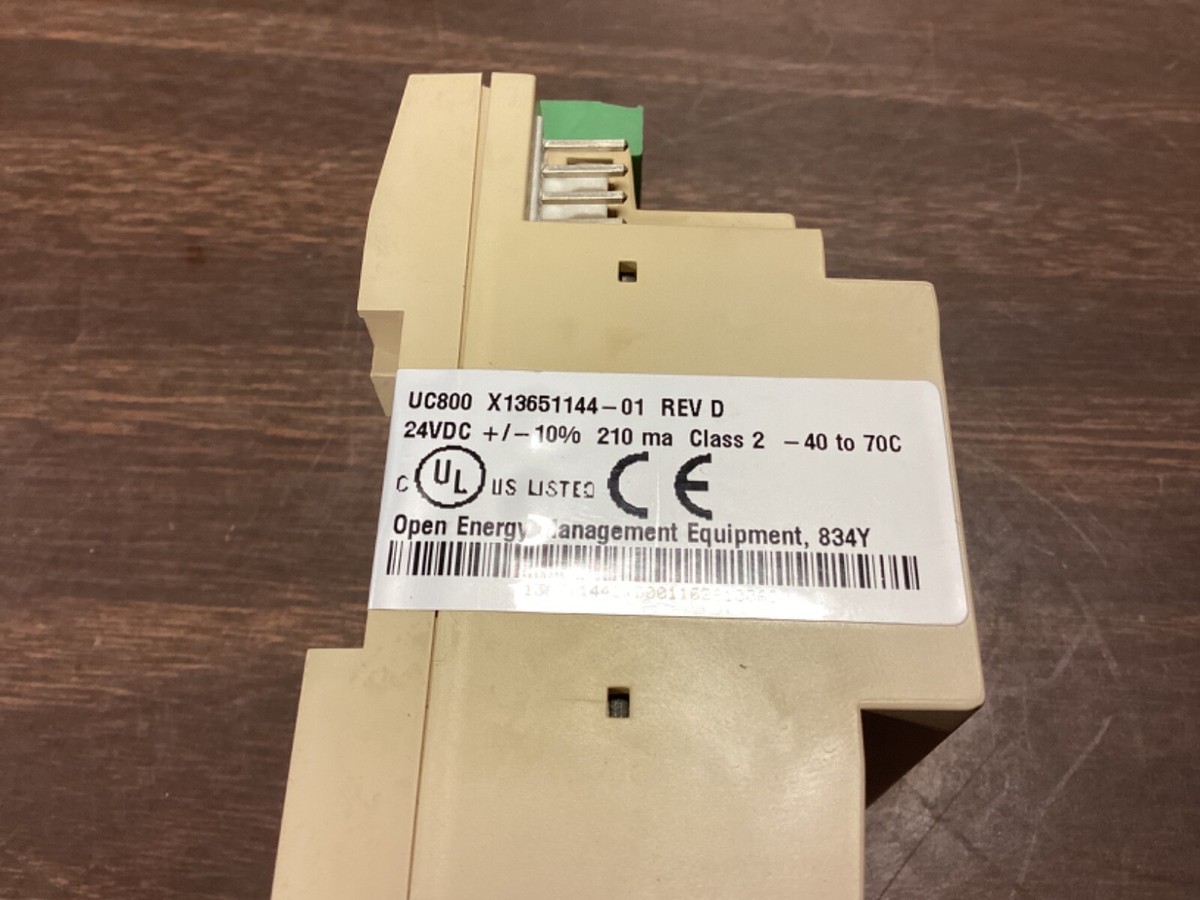 UC800 X13651144-01 REV D
24VDC +/-10% 210 ma Class 2 -40 to 70C
C UL US LISTED CE
Open Energy Management Equipment, 834Y